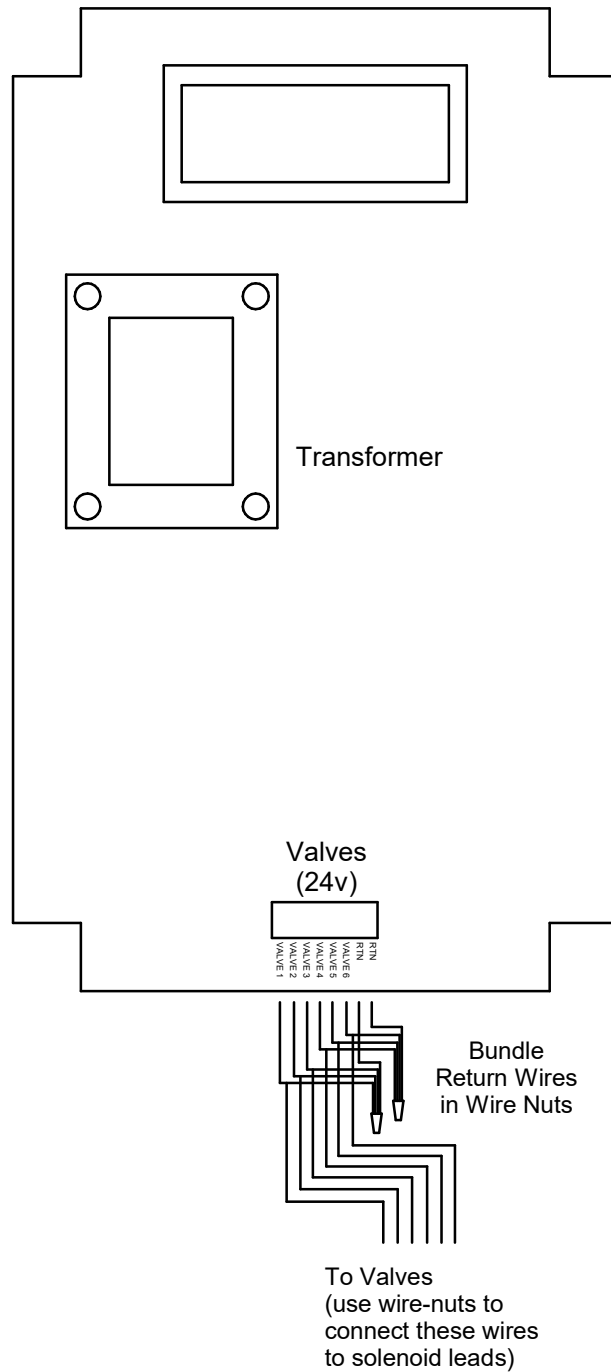 Transformer
Valves
(24v)
VALVE 1
VALVE 2
VALVE 3
VALVE 4
VALVE 5
VALVE 6
RTN
RTN
Bundle
Return Wires
in Wire Nuts
To Valves
(use wire-nuts to
connect these wires
to solenoid leads)